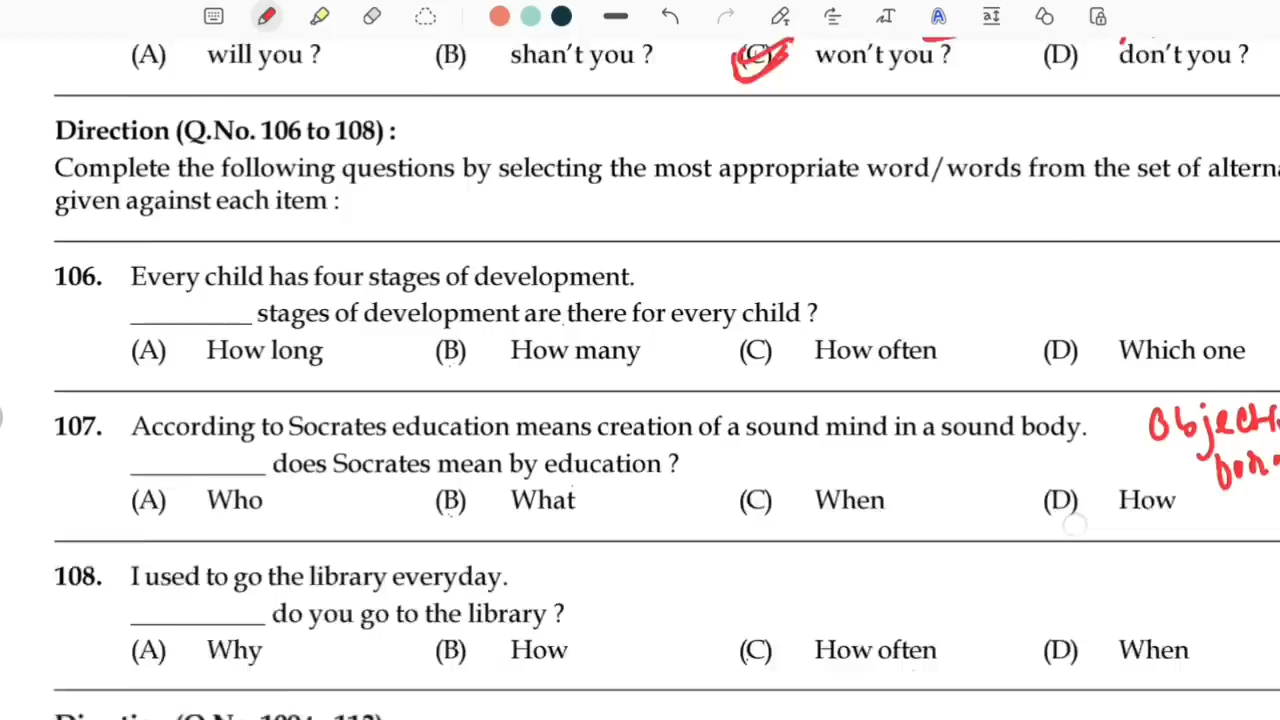 (A) will you ? (B) shan't you ? (C) won't you ? (D) don't you ?
Direction (Q.No. 106 to 108) :
Complete the following questions by selecting the most appropriate word/words from the set of alterna
given against each item :
106. Every child has four stages of development.
__________ stages of development are there for every child ?
(A) How long (B) How many (C) How often (D) Which one
107. According to Socrates education means creation of a sound mind in a sound body.
___________ does Socrates mean by education ?
(A) Who (B) What (C) When (D) How
108. I used to go the library everyday.
___________ do you go to the library ?
(A) Why (B) How (C) How often (D) When